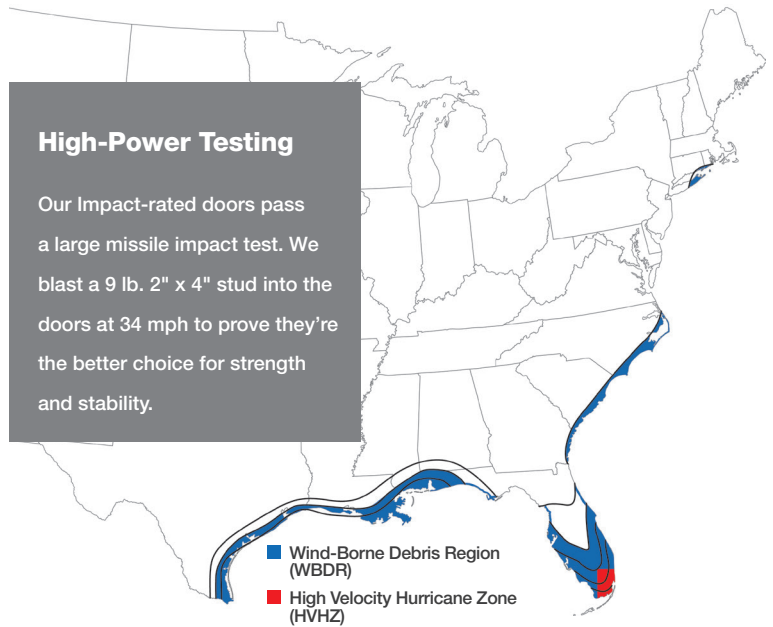 High-Power Testing
Our Impact-rated doors pass
a large missile impact test. We
blast a 9 lb. 2" x 4" stud into the
doors at 34 mph to prove they’re
the better choice for strength
and stability.
Wind-Borne Debris Region
(WBDR)
High Velocity Hurricane Zone
(HVHZ)